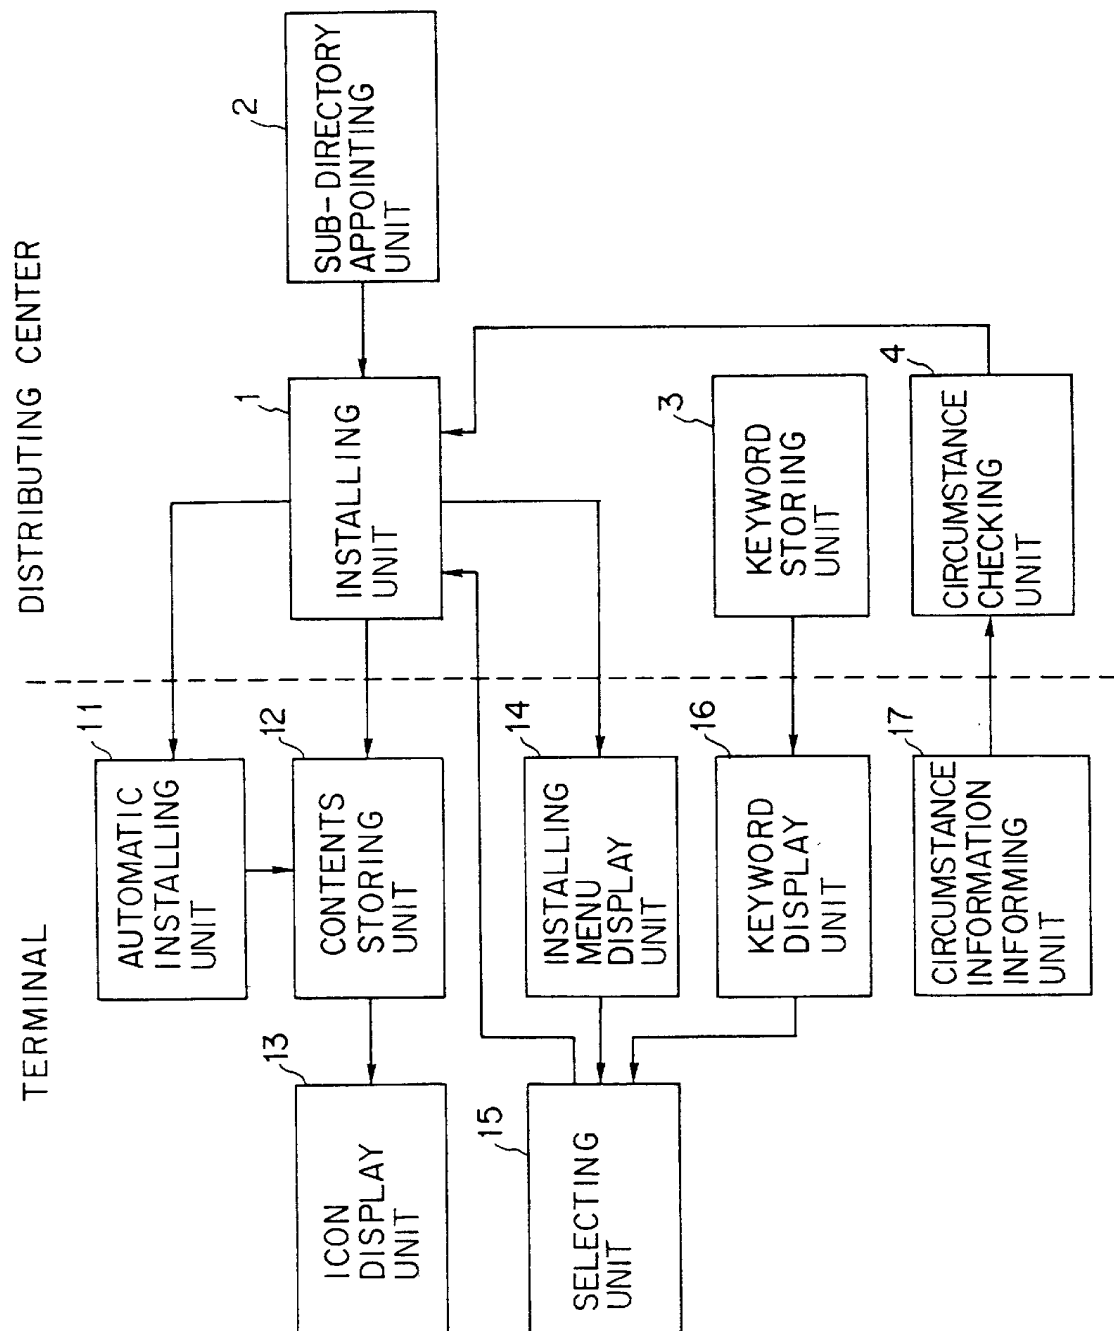 TERMINAL
DISTRIBUTING CENTER
11
AUTOMATIC
INSTALLING
UNIT
13
ICON
DISPLAY
UNIT
12
CONTENTS
STORING
UNIT
1
INSTALLING
UNIT
2
SUB-DIRECTORY
APPOINTING
UNIT
15
SELECTING
UNIT
14
INSTALLING
MENU
DISPLAY
UNIT
16
KEYWORD
DISPLAY
UNIT
3
KEYWORD
STORING
UNIT
17
CIRCUMSTANCE
INFORMATION
INFORMING
UNIT
4
CIRCUMSTANCE
CHECKING
UNIT